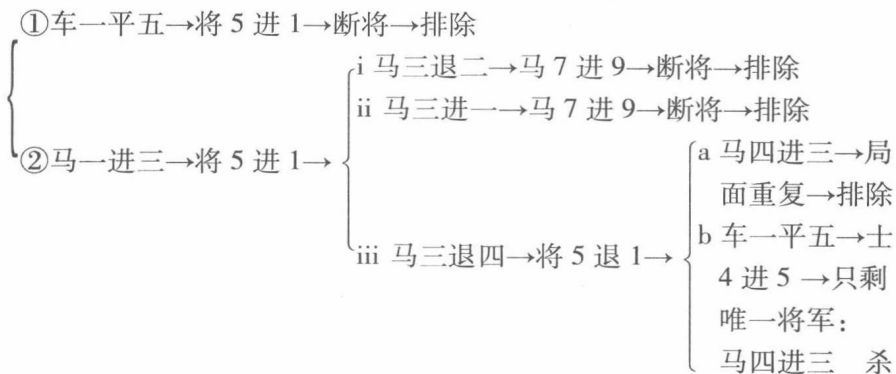 ①车一平五→将 5 进 1→断将→排除
i 马三退二→马 7 进 9→断将→排除
ii 马三进一→马 7 进 9→断将→排除
②马一进三→将 5 进 1→
iii 马三退四→将 5 退 1→
a 马四进三→局
面重复→排除
b 车一平五→士
4 进 5 →只剩
唯一将军：
马四进三 杀